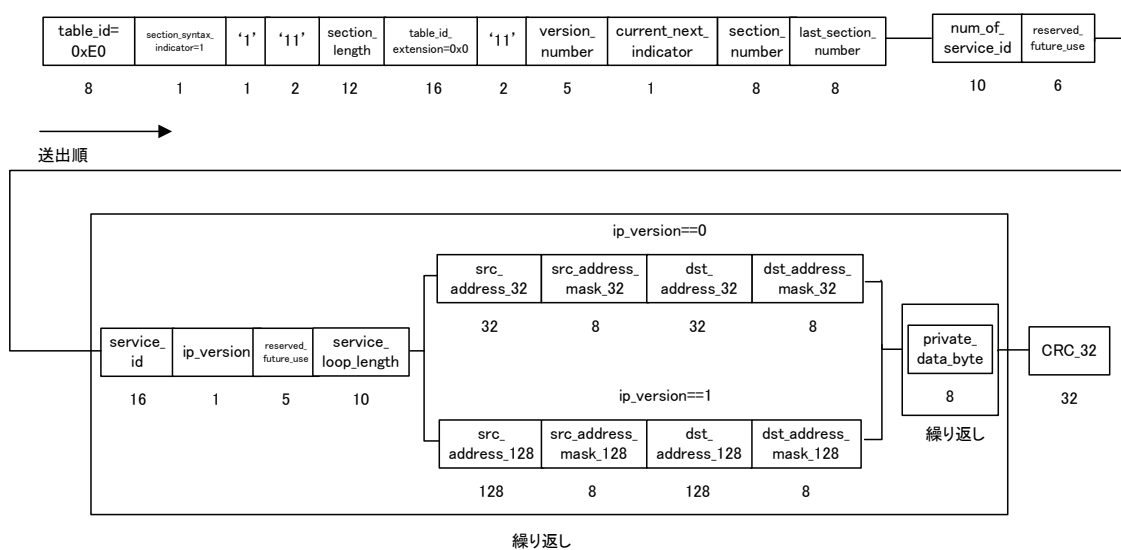 table_id=
0xE0
section_syntax_
indicator=1
‘1’
‘11’
section_
length
table_id_
extension=0x0
‘11’
version_
number
current_next_
indicator
section_
number
last_section_
number
num_of_
service_id
reserved_
future_use
8 1 1 2 12 16 2 5 1 8 8 10 6
送出順
ip_version==0
src_
address_32
src_address_
mask_32
dst_
address_32
dst_address_
mask_32
32 8 32 8
service_
id
ip_version
reserved_
future_use
service_
loop_length
16 1 5 10
private_
data_byte
8
繰り返し
CRC_32
32
ip_version==1
src_
address_128
src_address_
mask_128
dst_
address_128
dst_address_
mask_128
128 8 128 8
繰り返し